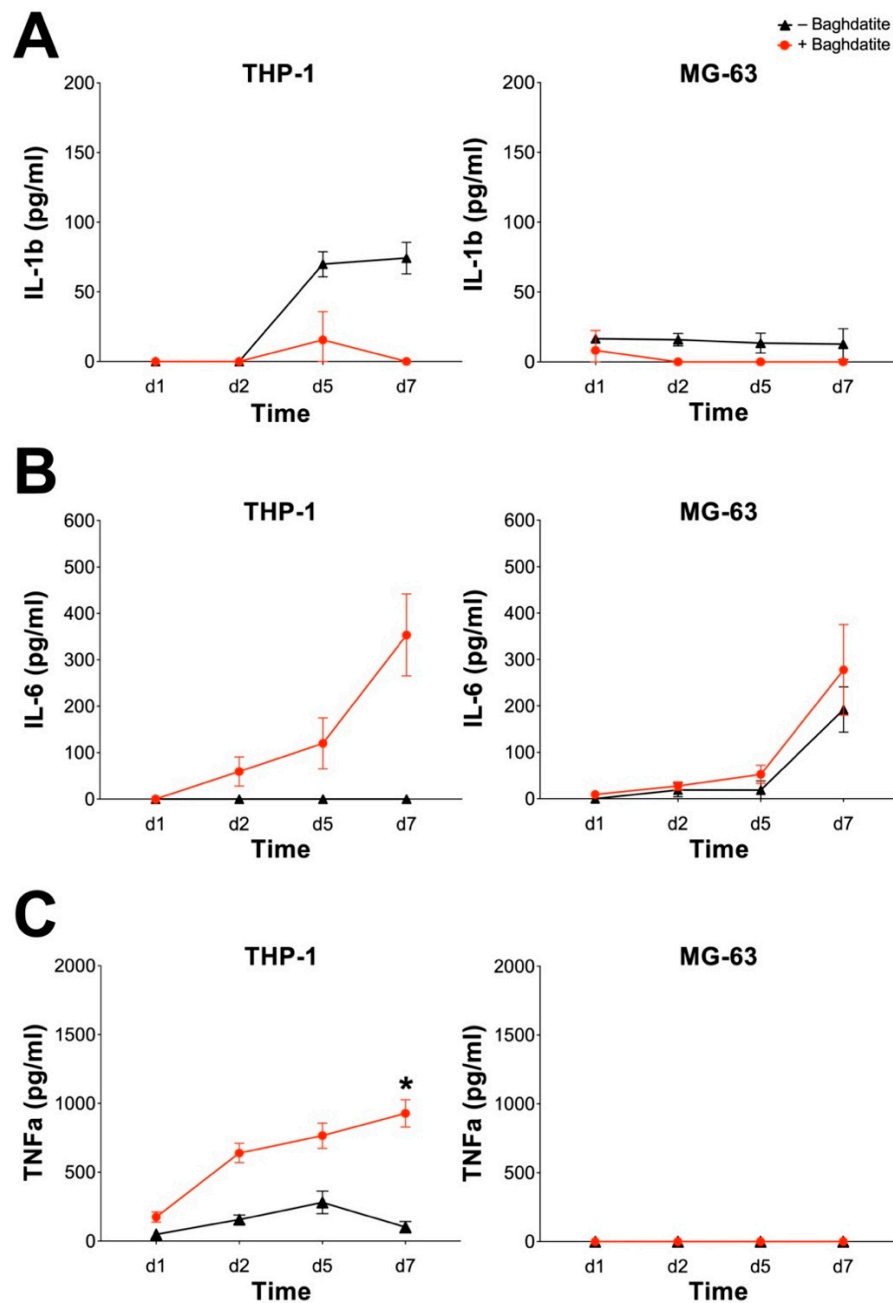 A
– Baghdatite
+ Baghdatite
THP-1
IL-1b (pg/ml)
200
150
100
50
0
d1 d2 d5 d7
Time
MG-63
IL-1b (pg/ml)
200
150
100
50
0
d1 d2 d5 d7
Time
B
THP-1
IL-6 (pg/ml)
600
500
400
300
200
100
0
d1 d2 d5 d7
Time
MG-63
IL-6 (pg/ml)
600
500
400
300
200
100
0
d1 d2 d5 d7
Time
C
THP-1
TNFa (pg/ml)
2000
1500
1000
500
0
*
d1 d2 d5 d7
Time
MG-63
TNFa (pg/ml)
2000
1500
1000
500
0
d1 d2 d5 d7
Time